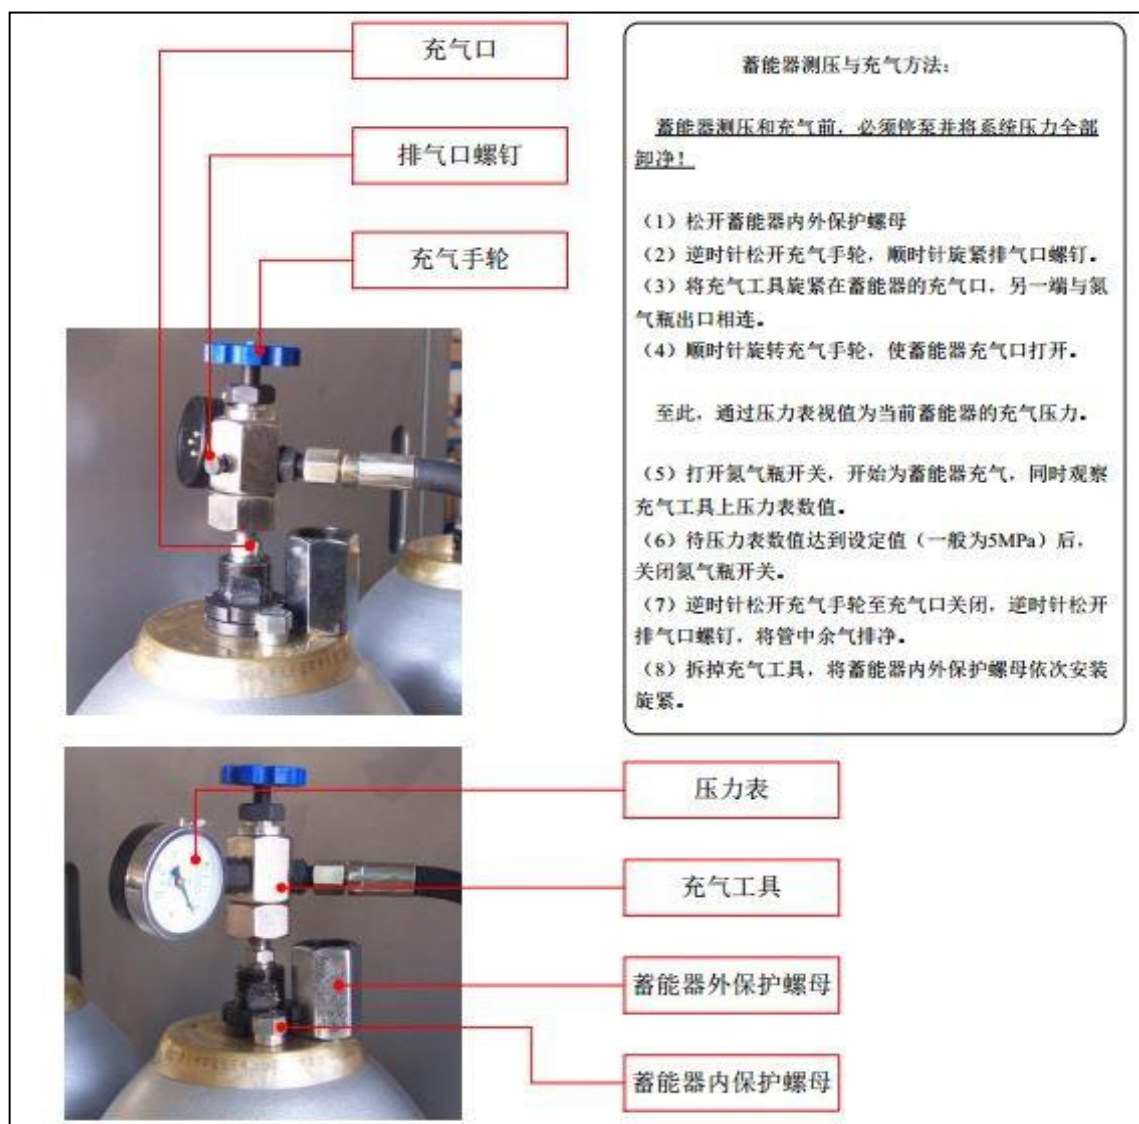 充气口
排气口螺钉
充气手轮
蓄能器测压与充气方法：
蓄能器测压和充气前，必须停泵并将系统压力全部
卸净！
（1）松开蓄能器内外保护螺母
（2）逆时针松开充气手轮，顺时针旋紧排气口螺钉。
（3）将充气工具旋紧在蓄能器的充气口，另一端与氮
气瓶出口相连。
（4）顺时针旋转充气手轮，使蓄能器充气口打开。
至此，通过压力表视值为当前蓄能器的充气压力。
（5）打开氮气瓶开关，开始为蓄能器充气，同时观察
充气工具上压力表数值。
（6）待压力表数值达到设定值（一般为5MPa）后，
关闭氮气瓶开关。
（7）逆时针松开充气手轮至充气口关闭，逆时针松开
排气口螺钉，将管中余气排净。
（8）拆掉充气工具，将蓄能器内外保护螺母依次安装
旋紧。
压力表
充气工具
蓄能器外保护螺母
蓄能器内保护螺母